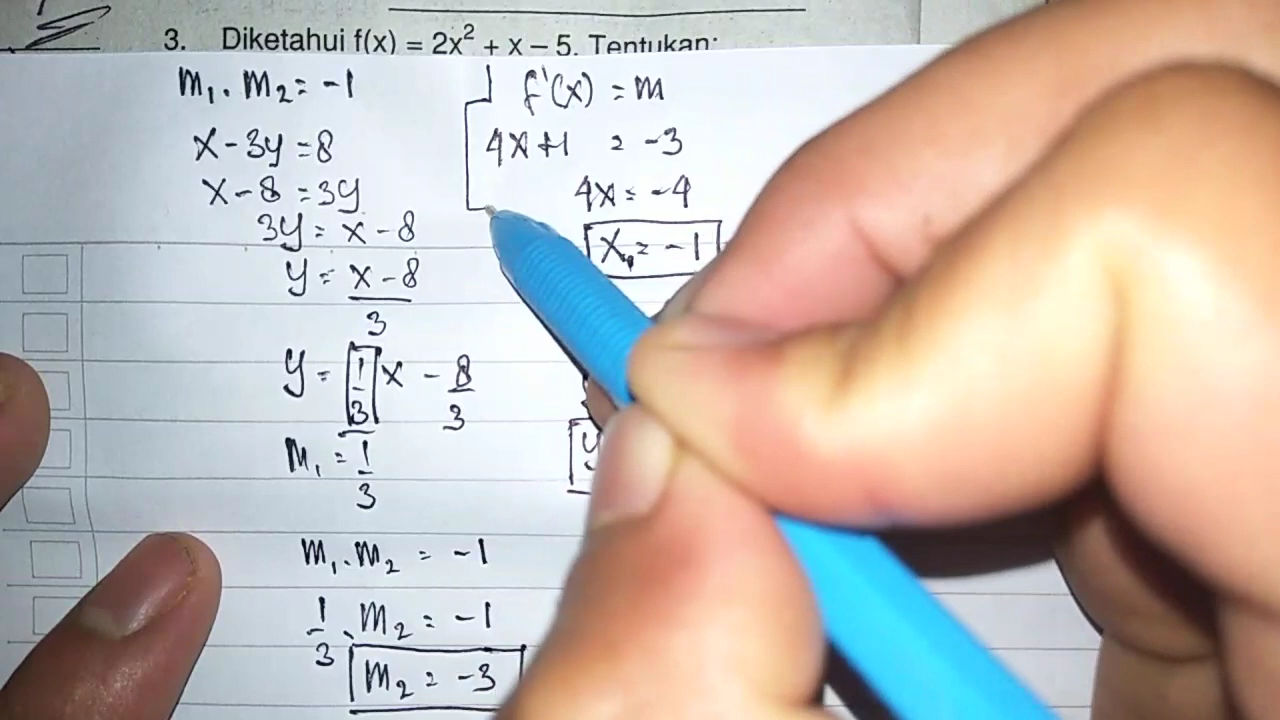 3. Diketahui f(x) = 2x² + x – 5. Tentukan:
m₁ . m₂ = -1
x - 3y = 8
x - 8 = 3y
3y = x - 8
y = x - 8
3
y = 1/3 x - 8/3
m₁ = 1/3
m₁ . m₂ = -1
1/3 . m₂ = -1
m₂ = -3
f'(x) = m
4x + 1 = -3
4x = -4
x₁ = -1
y